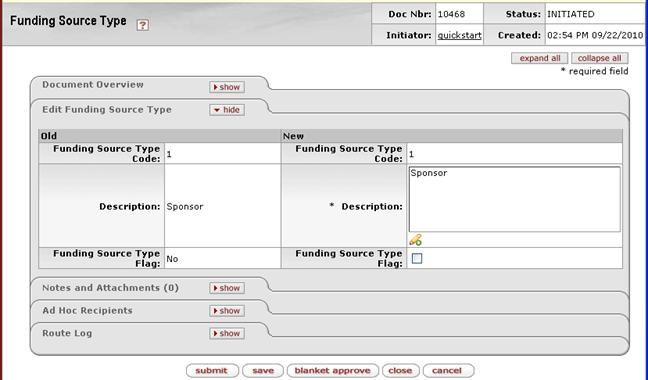 Funding Source Type ?
Doc Nbr: 10468 Status: INITIATED
Initiator: quickstart Created: 02:54 PM 09/22/2010
expand all collapse all
* required field
Document Overview show
Edit Funding Source Type hide
Old New
Funding Source Type Code: 1 Funding Source Type Code: 1
Description: Sponsor * Description: Sponsor
Funding Source Type Flag: No Funding Source Type Flag:
Notes and Attachments (0) show
Ad Hoc Recipients show
Route Log show
submit save blanket approve close cancel